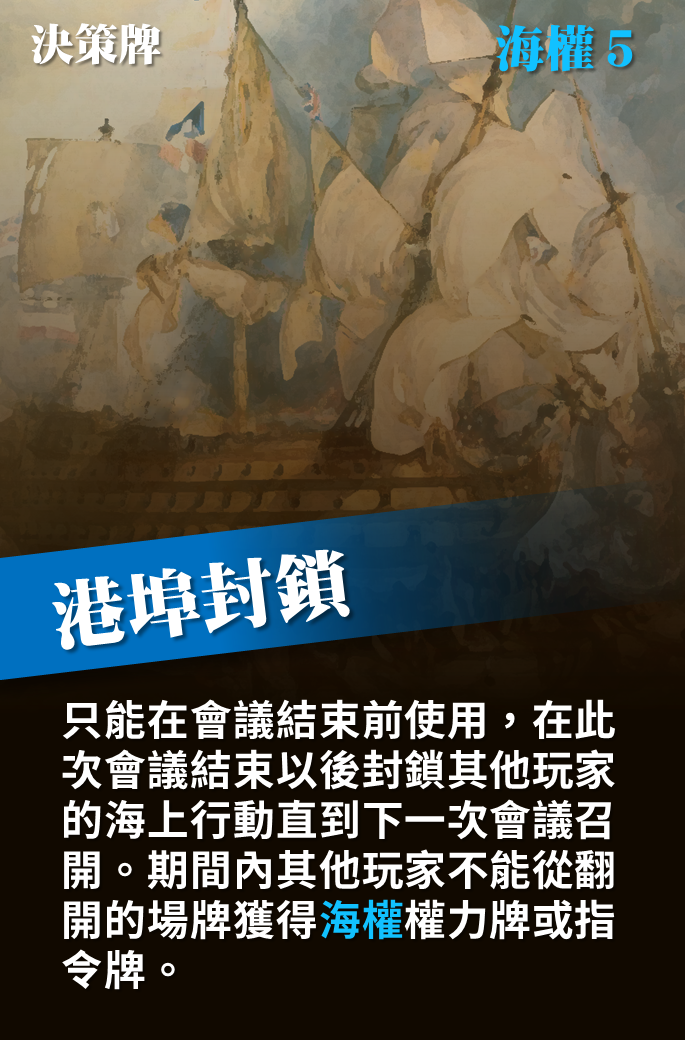 決策牌
海權 5
港埠封鎖
只能在會議結束前使用，在此
次會議結束以後封鎖其他玩家
的海上行動直到下一次會議召
開。期間內其他玩家不能從翻
開的場牌獲得海權權力牌或指
令牌。